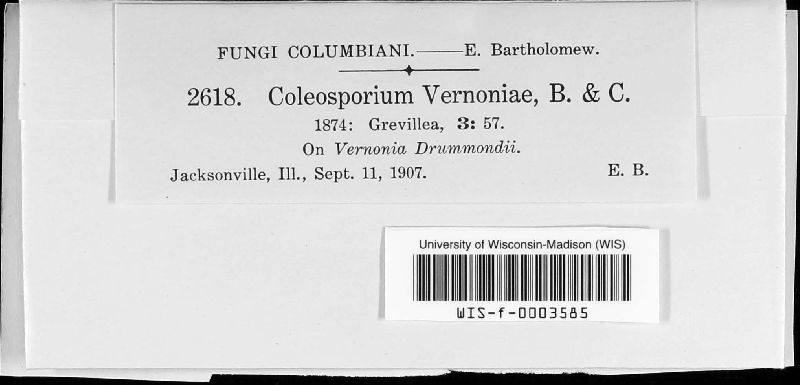 FUNGI COLUMBIANI.——E. Bartholomew.
2618. Coleosporium Vernoniae, B. & C.
1874: Grevillea, 3: 57.
On Vernonia Drummondii.
Jacksonville, Ill., Sept. 11, 1907. E. B.
University of Wisconsin-Madison (WIS)
WIS-f-0003585